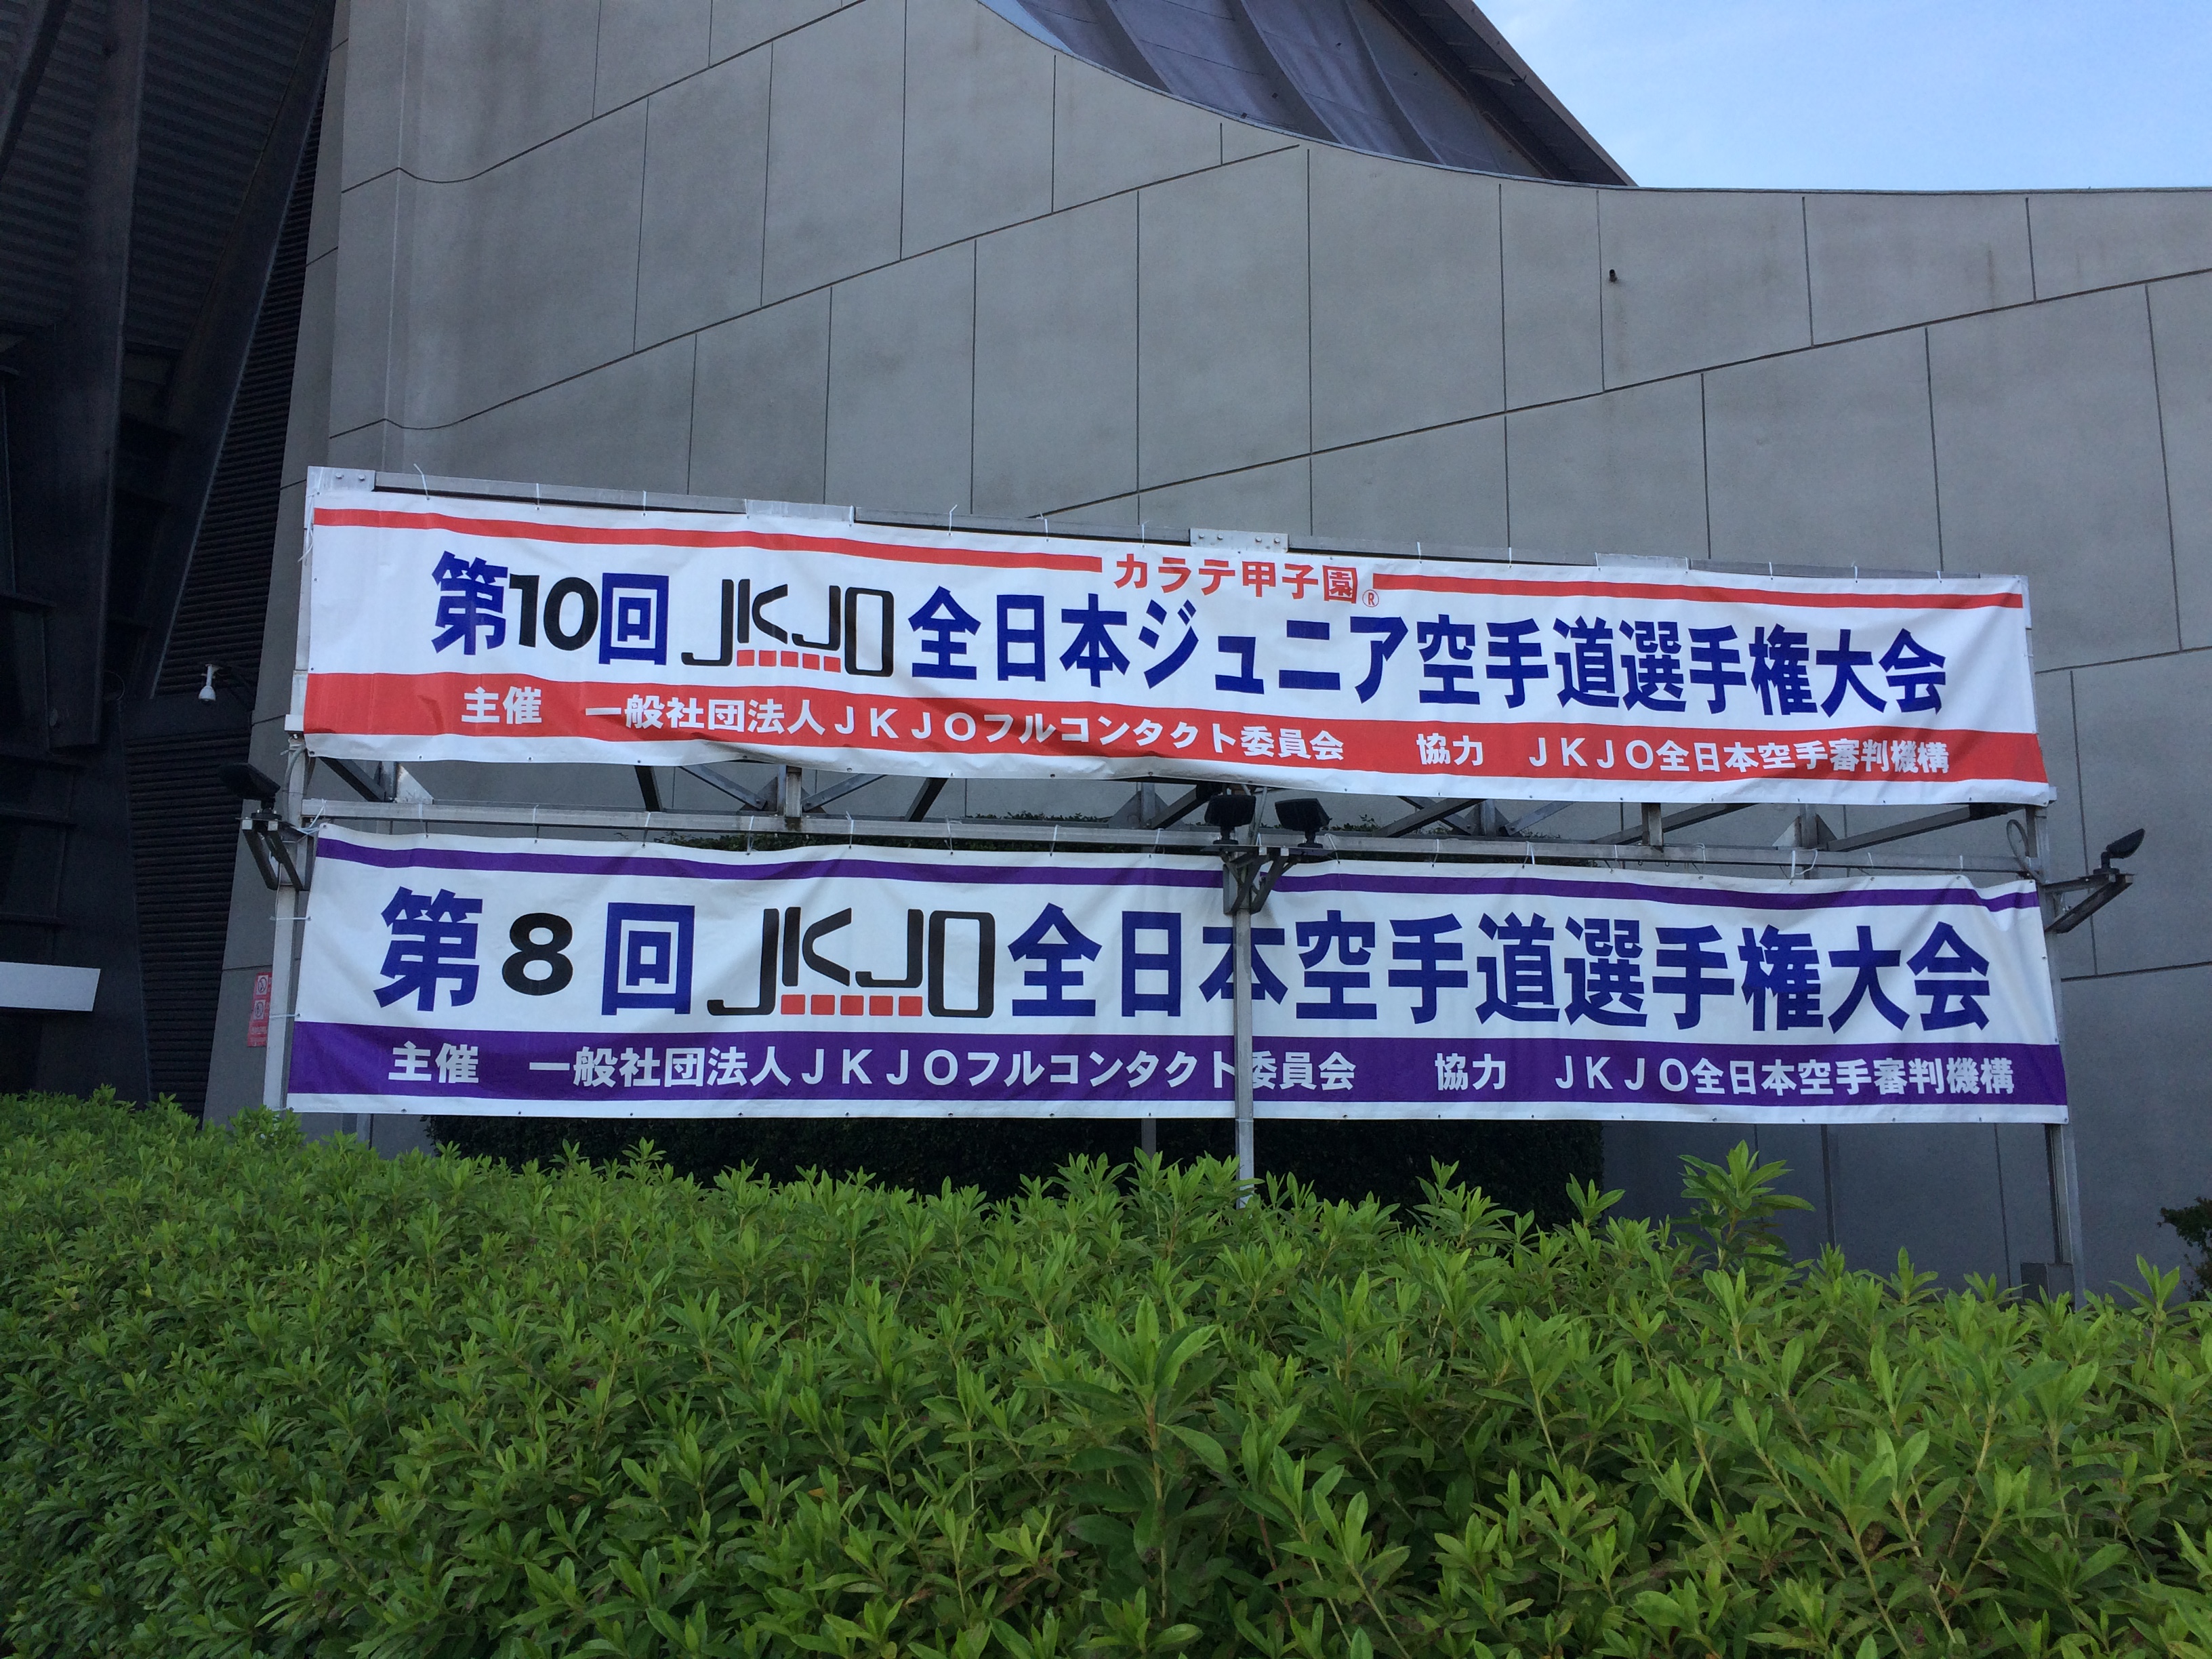 カラテ甲子園®
第10回 JKJO 全日本ジュニア空手道選手権大会
主催 一般社団法人ＪＫＪＯフルコンタクト委員会 協力 ＪＫＪＯ全日本空手審判機構
第8回 JKJO 全日本空手道選手権大会
主催 一般社団法人ＪＫＪＯフルコンタクト委員会 協力 ＪＫＪＯ全日本空手審判機構